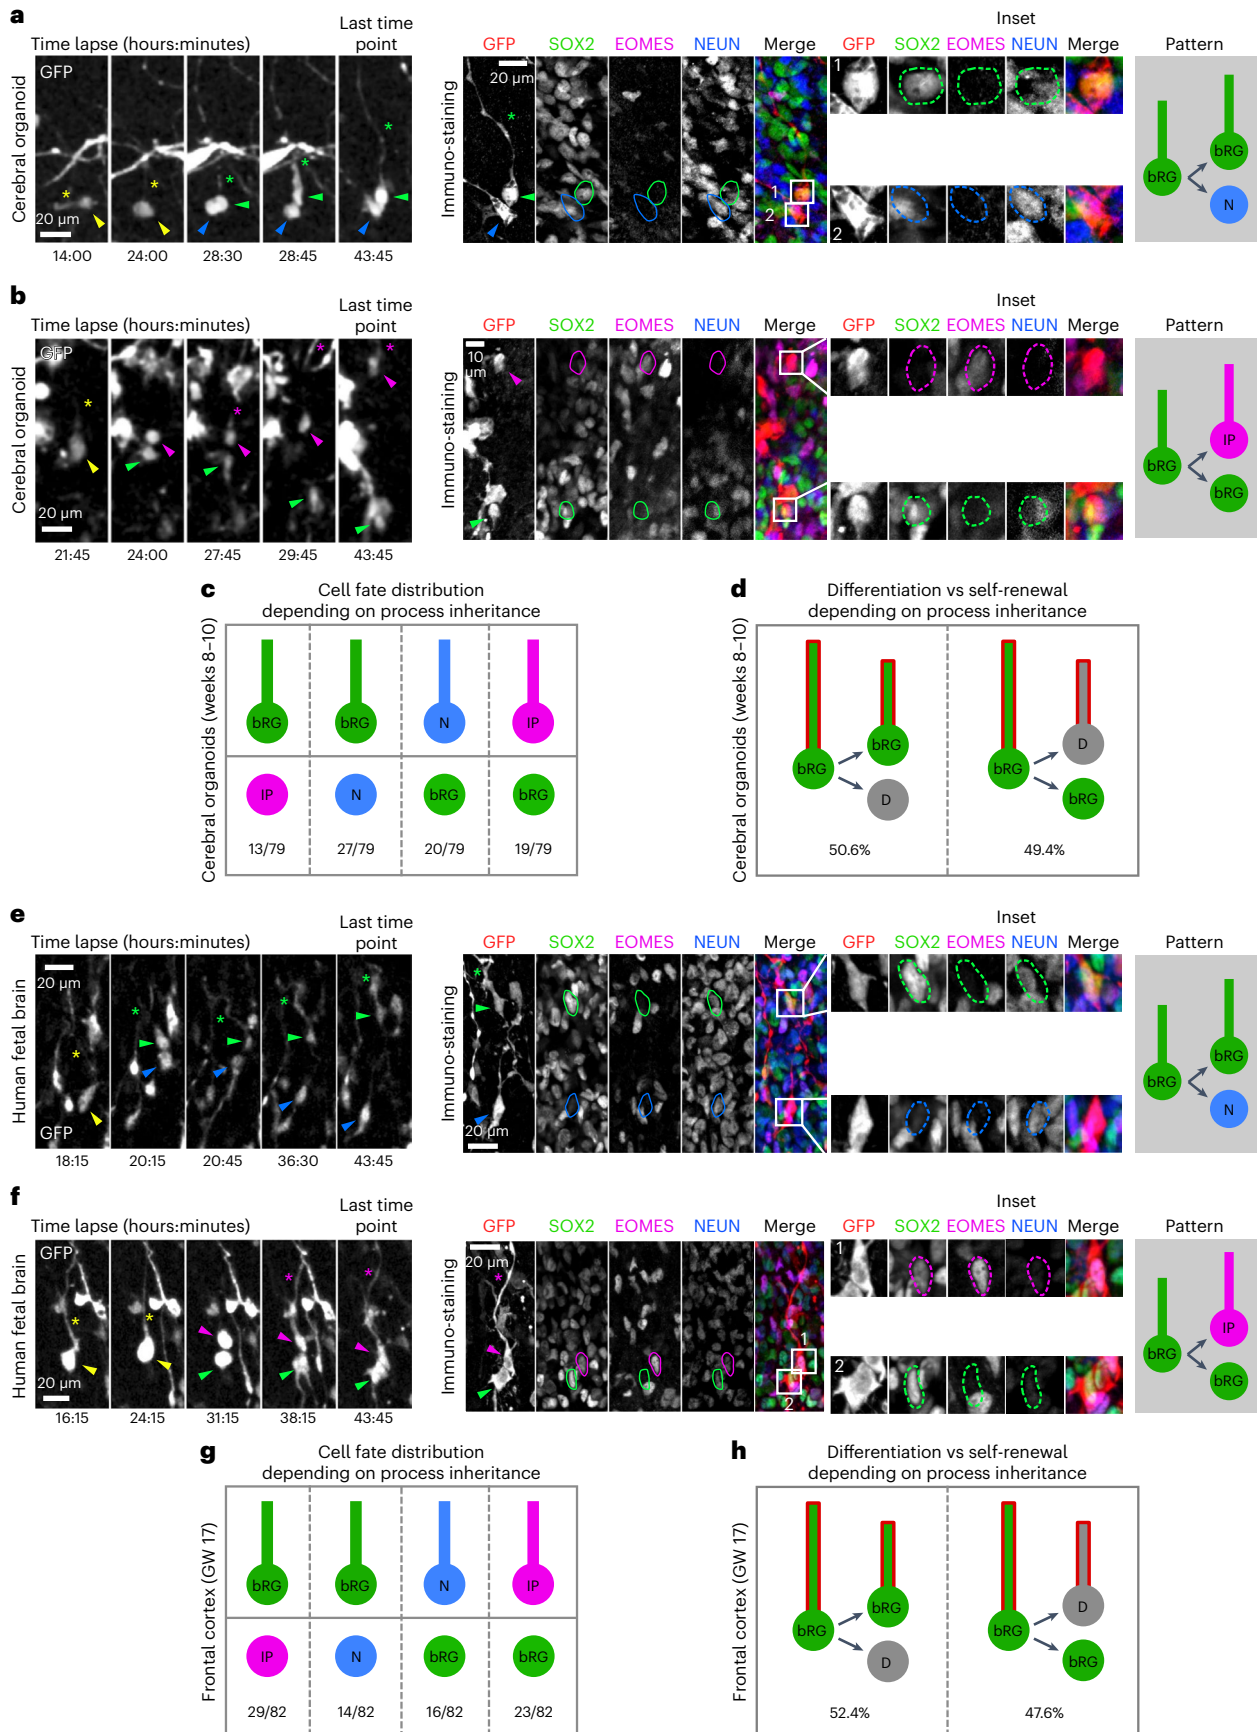 a
Time lapse (hours:minutes)
Last time point
GFP SOX2 EOMES NEUN Merge
Inset
GFP SOX2 EOMES NEUN Merge
Pattern
Cerebral organoid
GFP
20 µm
14:00 24:00 28:30 28:45 43:45
Immuno-staining
20 µm
1
2
1
2
bRG
bRG
N
b
Time lapse (hours:minutes)
Last time point
GFP SOX2 EOMES NEUN Merge
Inset
GFP SOX2 EOMES NEUN Merge
Pattern
Cerebral organoid
GFP
20 µm
21:45 24:00 27:45 29:45 43:45
Immuno-staining
10 µm
bRG
IP
bRG
c
Cell fate distribution
depending on process inheritance
Cerebral organoids (weeks 8–10)
bRG bRG N IP
IP N bRG bRG
13/79 27/79 20/79 19/79
d
Differentiation vs self-renewal
depending on process inheritance
Cerebral organoids (weeks 8–10)
bRG bRG D
bRG D bRG
50.6% 49.4%
e
Time lapse (hours:minutes)
Last time point
GFP SOX2 EOMES NEUN Merge
Inset
GFP SOX2 EOMES NEUN Merge
Pattern
Human fetal brain
20 µm
GFP
18:15 20:15 20:45 36:30 43:45
Immuno-staining
20 µm
bRG
bRG
N
f
Time lapse (hours:minutes)
Last time point
GFP SOX2 EOMES NEUN Merge
Inset
GFP SOX2 EOMES NEUN Merge
Pattern
Human fetal brain
GFP
20 µm
16:15 24:15 31:15 38:15 43:45
Immuno-staining
20 µm
1
2
1
2
bRG
IP
bRG
g
Cell fate distribution
depending on process inheritance
Frontal cortex (GW 17)
bRG bRG N IP
IP N bRG bRG
29/82 14/82 16/82 23/82
h
Differentiation vs self-renewal
depending on process inheritance
Frontal cortex (GW 17)
bRG bRG D
bRG D bRG
52.4% 47.6%